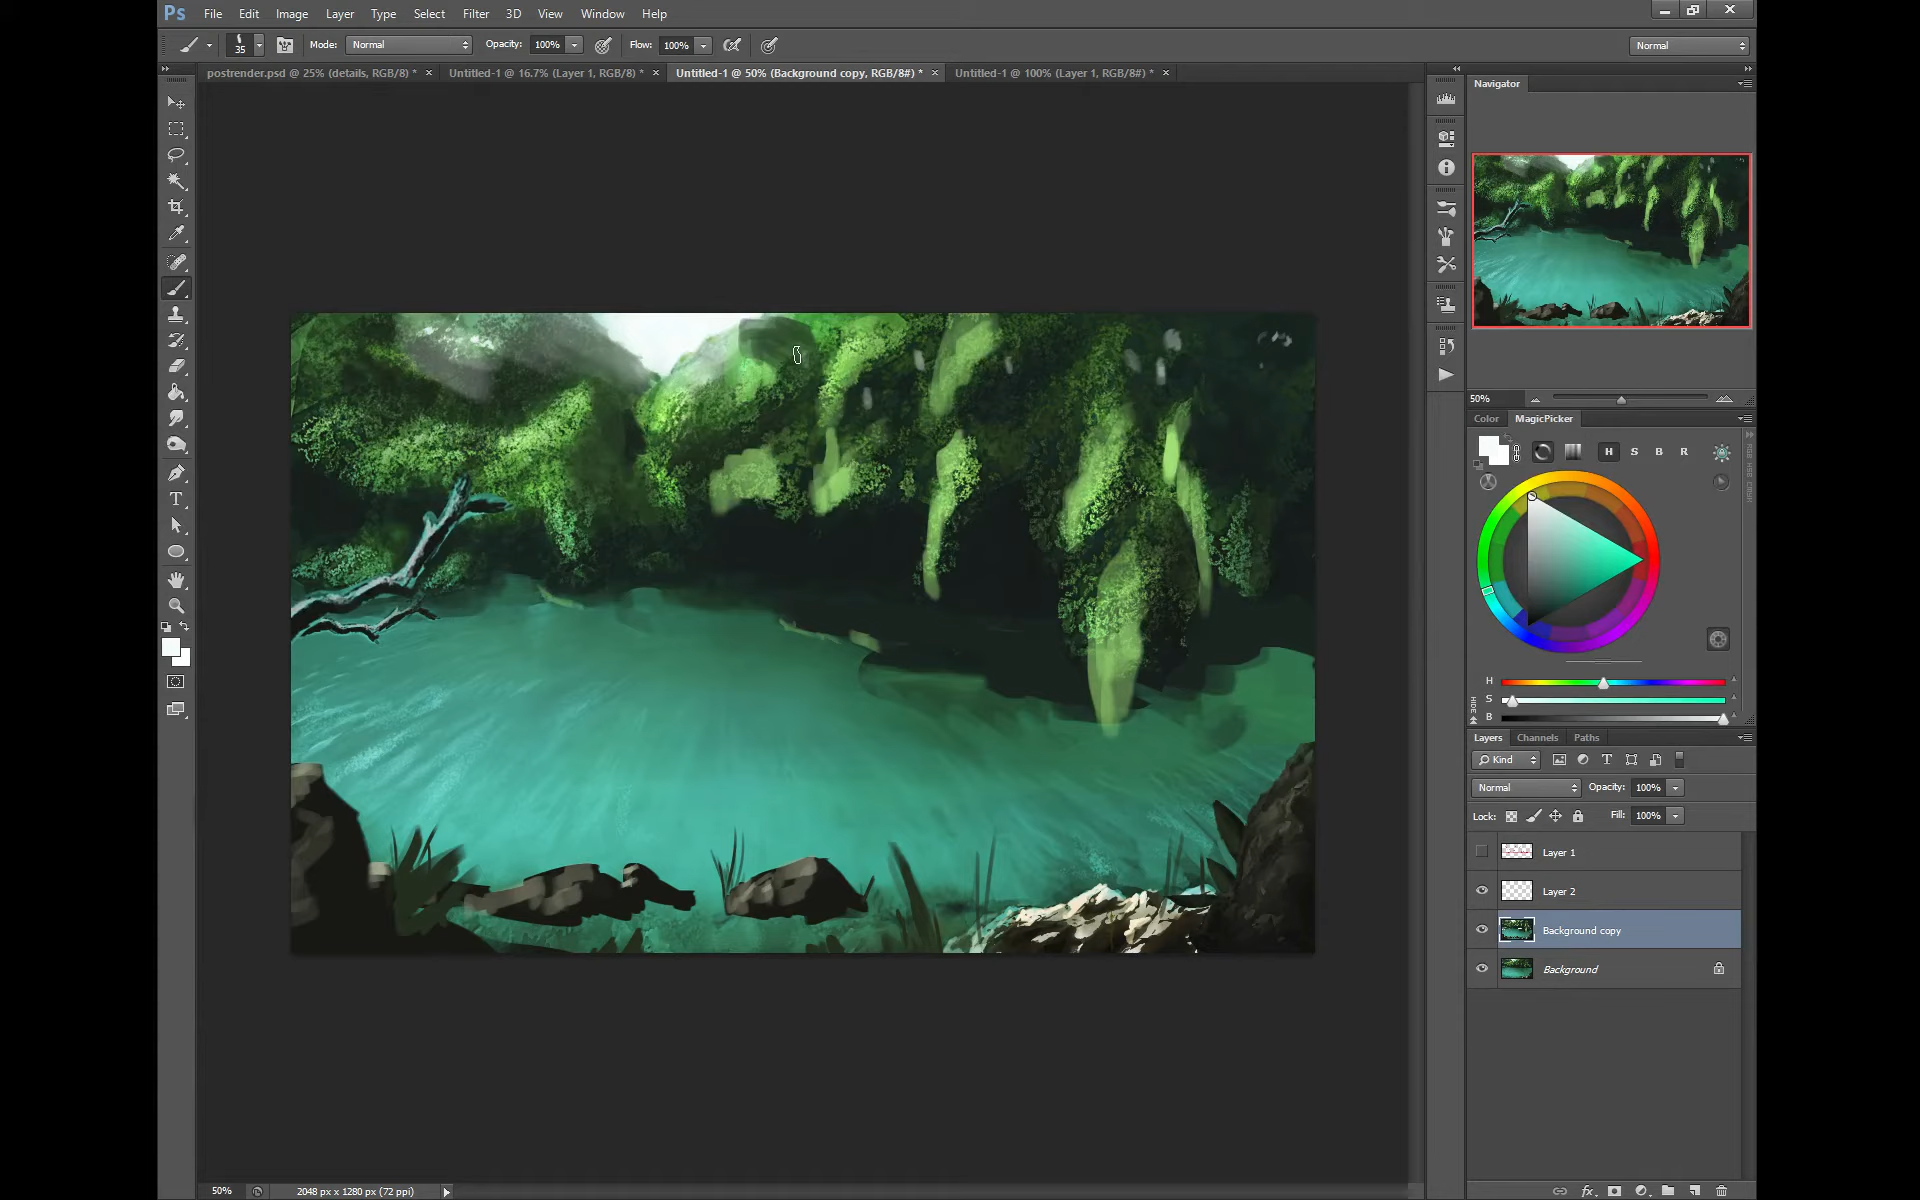 Ps File Edit Image Layer Type Select Filter 3D View Window Help
35 Mode: Normal Opacity: 100% Flow: 100% Normal
postrender.psd @ 25% (details, RGB/8) * × Untitled-1 @ 16.7% (Layer 1, RGB/8) * × Untitled-1 @ 50% (Background copy, RGB/8#) * × Untitled-1 @ 100% (Layer 1, RGB/8#) * ×
Navigator
50%
Color MagicPicker
H S B R
H
S
B
HIDE
Layers Channels Paths
Kind
Normal Opacity: 100%
Lock: Fill: 100%
Layer 1
Layer 2
Background copy
Background
fx
50% 2048 px x 1280 px (72 ppi)